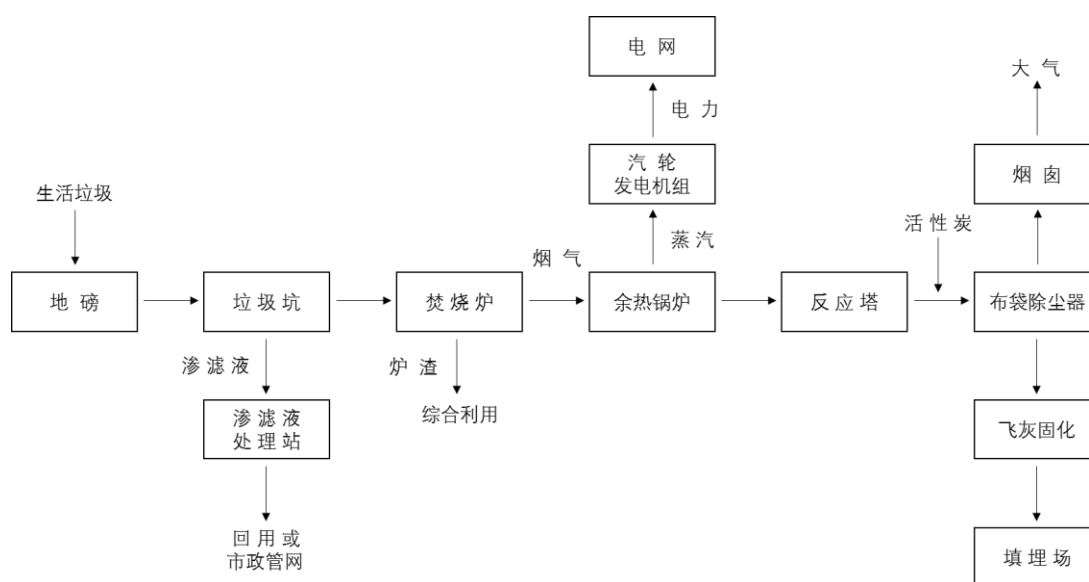 电 网
大 气
电 力
汽 轮
发电机组
烟 囱
生活垃圾
活 性 炭
蒸 汽
烟 气
地 磅
垃 圾 坑
焚 烧 炉
余热锅炉
反 应 塔
布袋除尘器
渗 滤 液
炉 渣
渗 滤 液
处 理 站
综合利用
飞灰固化
回 用 或
市政管网
填 埋 场